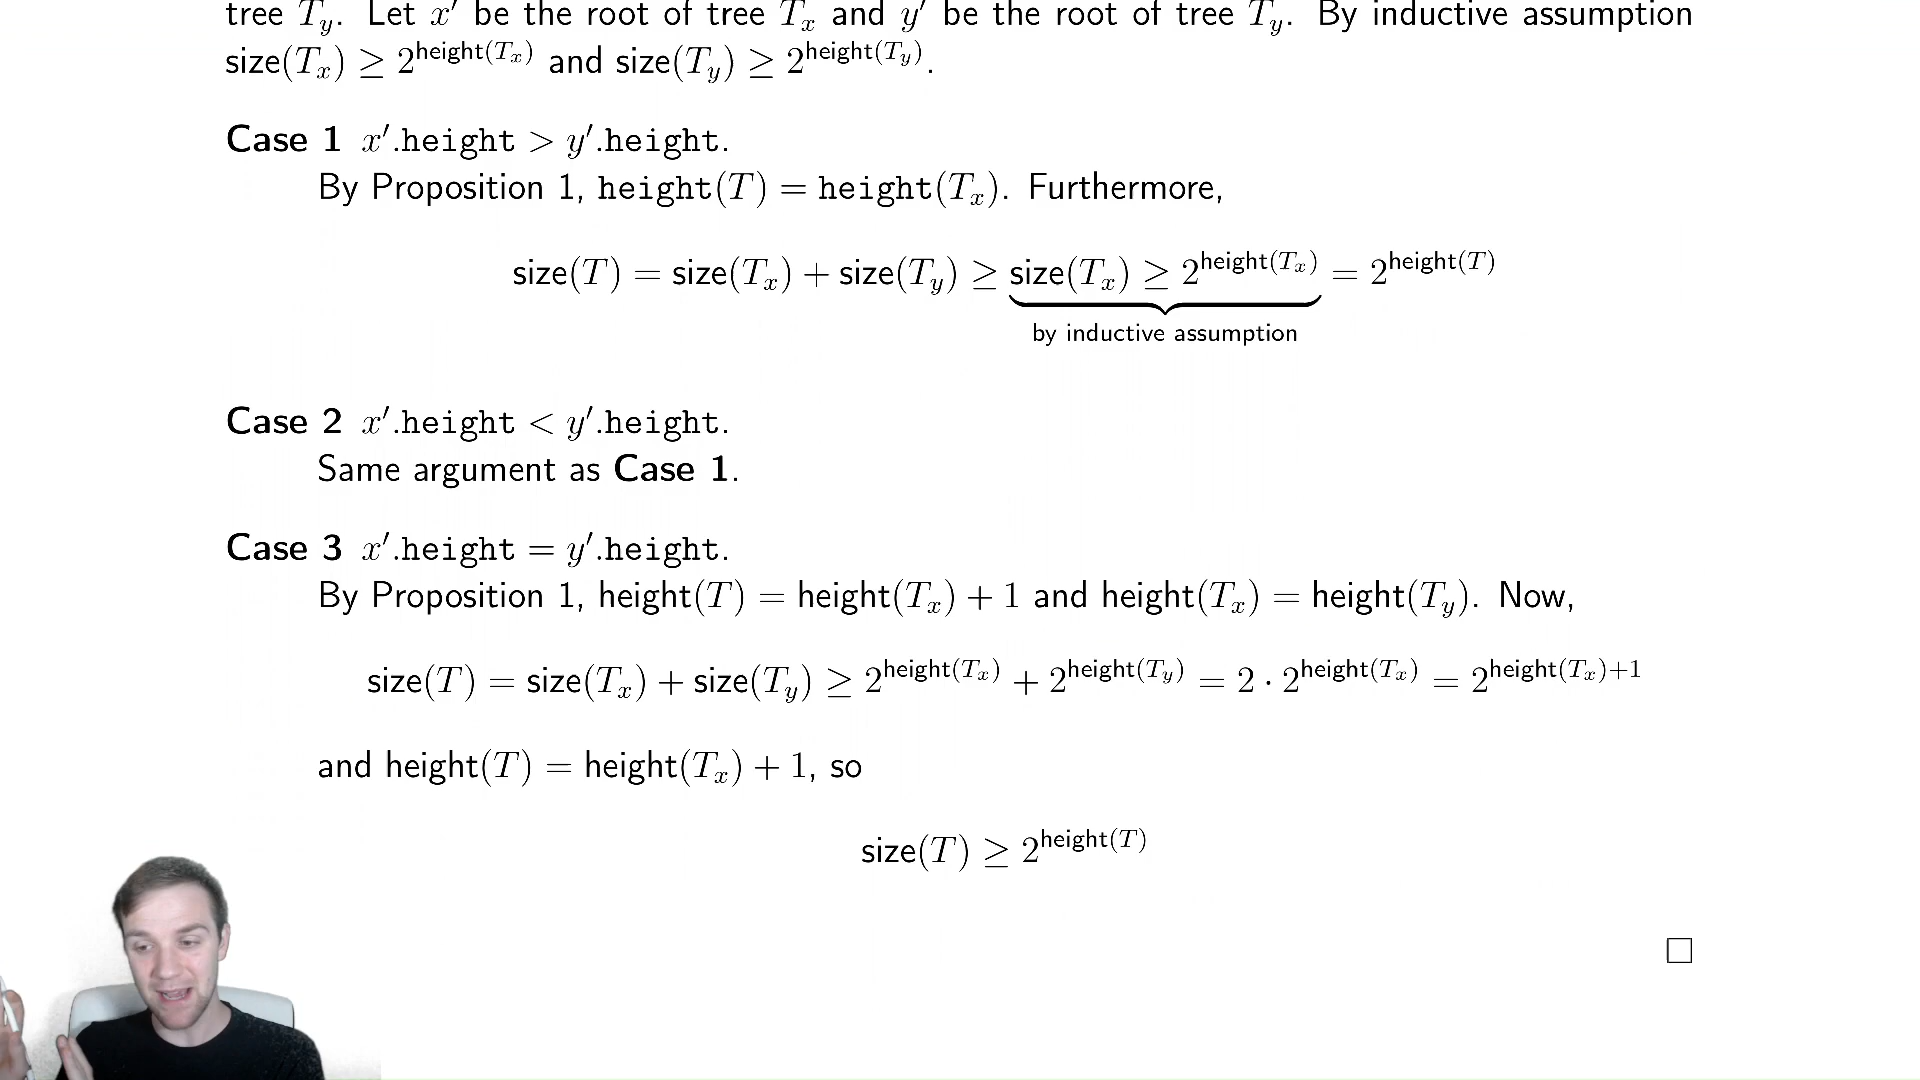 tree T_y. Let x′ be the root of tree T_x and y′ be the root of tree T_y. By inductive assumption
size(T_x) ≥ 2^{height(T_x)} and size(T_y) ≥ 2^{height(T_y)}.
Case 1 x′.height > y′.height.
By Proposition 1, height(T) = height(T_x). Furthermore,
size(T) = size(T_x) + size(T_y) ≥ size(T_x) ≥ 2^{height(T_x)} = 2^{height(T)}
by inductive assumption
Case 2 x′.height < y′.height.
Same argument as Case 1.
Case 3 x′.height = y′.height.
By Proposition 1, height(T) = height(T_x) + 1 and height(T_x) = height(T_y). Now,
size(T) = size(T_x) + size(T_y) ≥ 2^{height(T_x)} + 2^{height(T_y)} = 2 · 2^{height(T_x)} = 2^{height(T_x)+1}
and height(T) = height(T_x) + 1, so
size(T) ≥ 2^{height(T)}
□